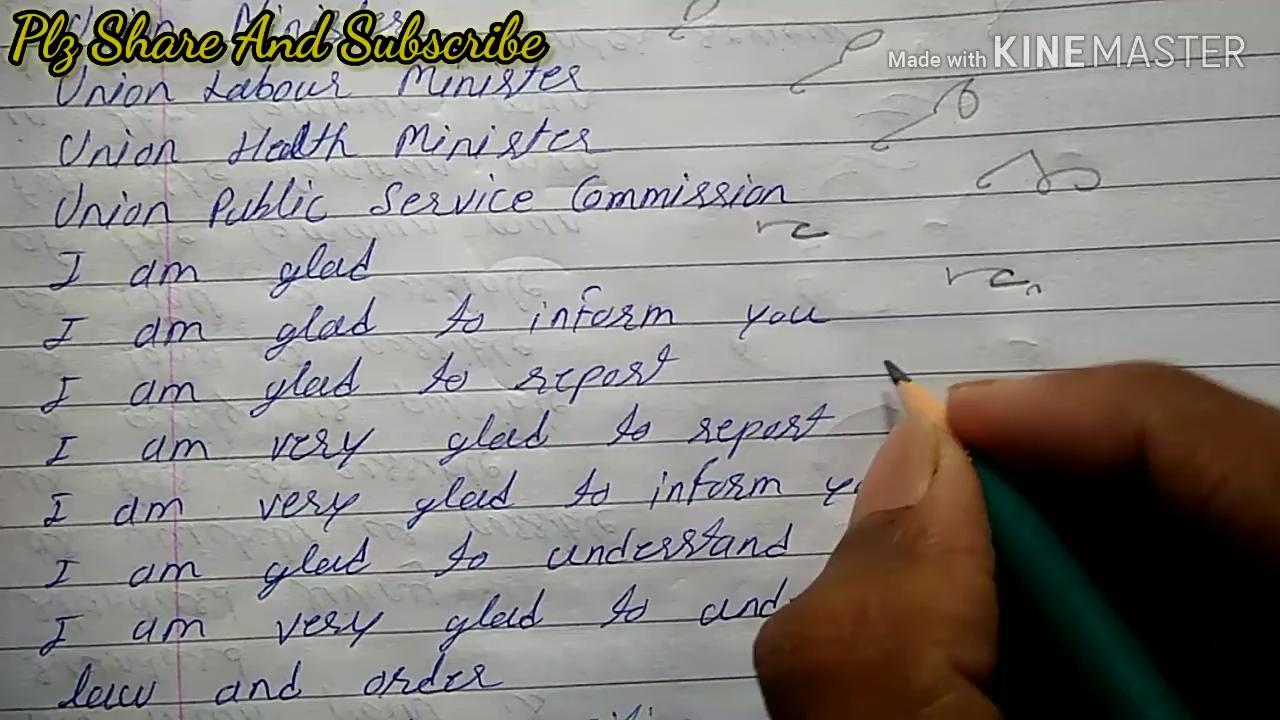 Union Minister
Plz Share And Subscribe
Made with KINEMASTER
Union Labour Minister
Union Health Minister
Union Public Service Commission
I am glad
I am glad to inform you
I am glad to report
I am very glad to report
I am very glad to inform
I am glad to understand
I am very glad to
law and order